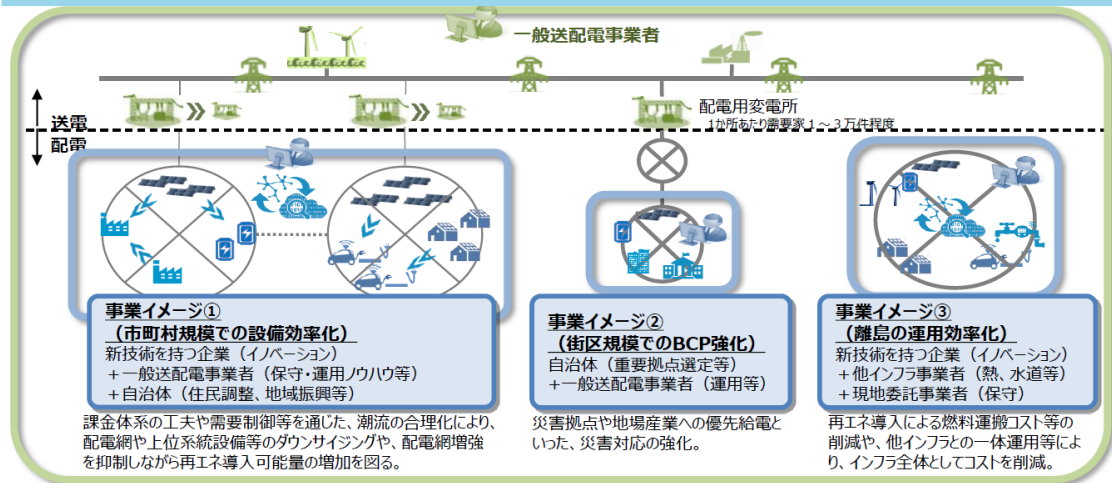 一般送配電事業者
送電
配電
配電用変電所
1か所あたり需要家1～3万件程度
事業イメージ①
（市町村規模での設備効率化）
新技術を持つ企業（イノベーション）
＋一般送配電事業者（保守・運用ノウハウ等）
＋自治体（住民調整、地域振興等）
課金体系の工夫や需要制御等を通じた、潮流の合理化により、
配電網や上位系統設備等のダウンサイジングや、配電網増強
を抑制しながら再エネ導入可能量の増加を図る。
事業イメージ②
（街区規模でのBCP強化）
自治体（重要拠点選定等）
＋一般送配電事業者（運用等）
災害拠点や地場産業への優先給電と
いった、災害対応の強化。
事業イメージ③
（離島の運用効率化）
新技術を持つ企業（イノベーション）
＋他インフラ事業者（熱、水道等）
＋現地委託事業者（保守）
再エネ導入による燃料運搬コスト等の
削減や、他インフラとの一体運用等によ
り、インフラ全体としてコストを削減。